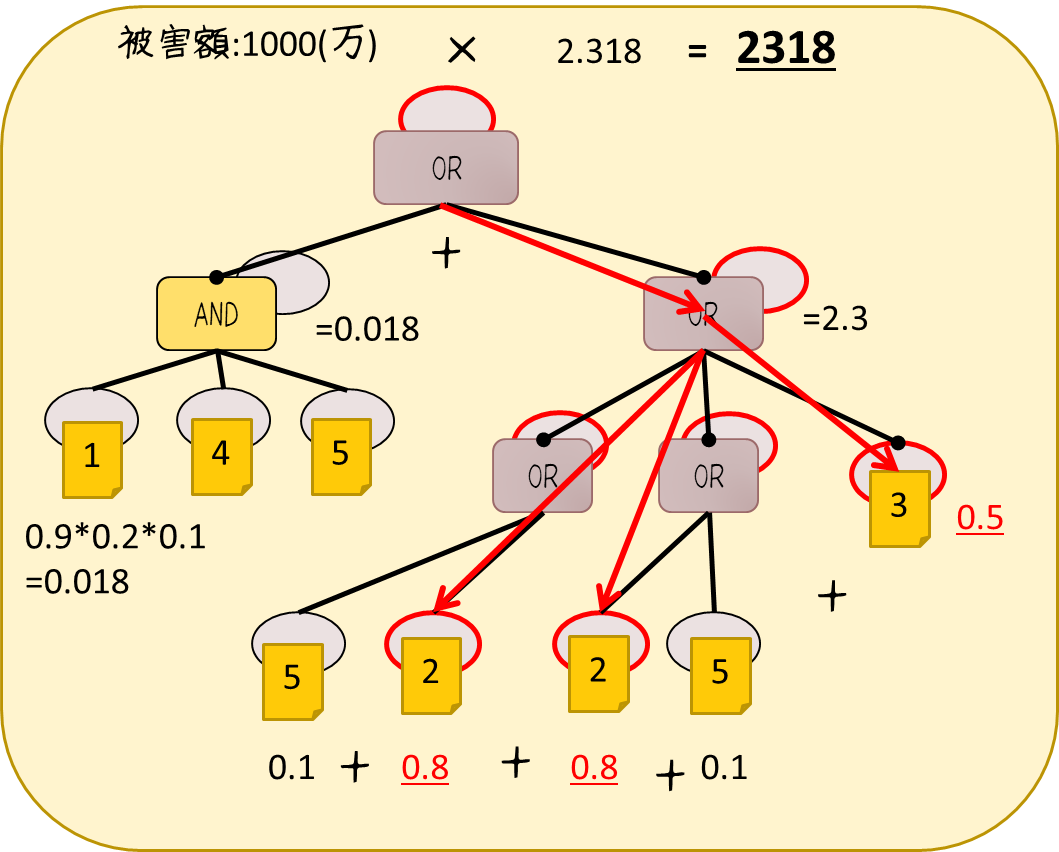 被害額:1000(万) × 2.318 = 2318
OR
+
AND
OR
=0.018
=2.3
1
4
5
OR
OR
3
0.5
0.9*0.2*0.1
=0.018
+
5
2
2
5
0.1 + 0.8 + 0.8 + 0.1